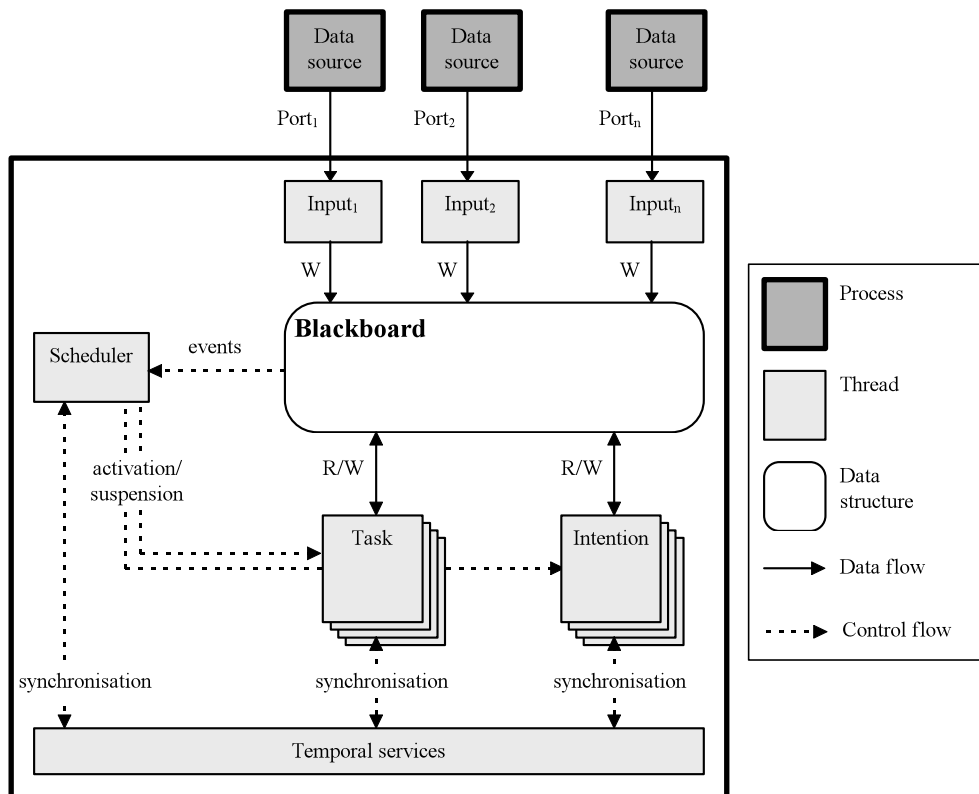 Data
source
Data
source
Data
source
Port₁
Port₂
Portₙ
Input₁
Input₂
Inputₙ
W
W
W
Blackboard
Scheduler
events
activation/
suspension
R/W
R/W
Task
Intention
synchronisation
synchronisation
synchronisation
Temporal services
Process
Thread
Data
structure
Data flow
Control flow